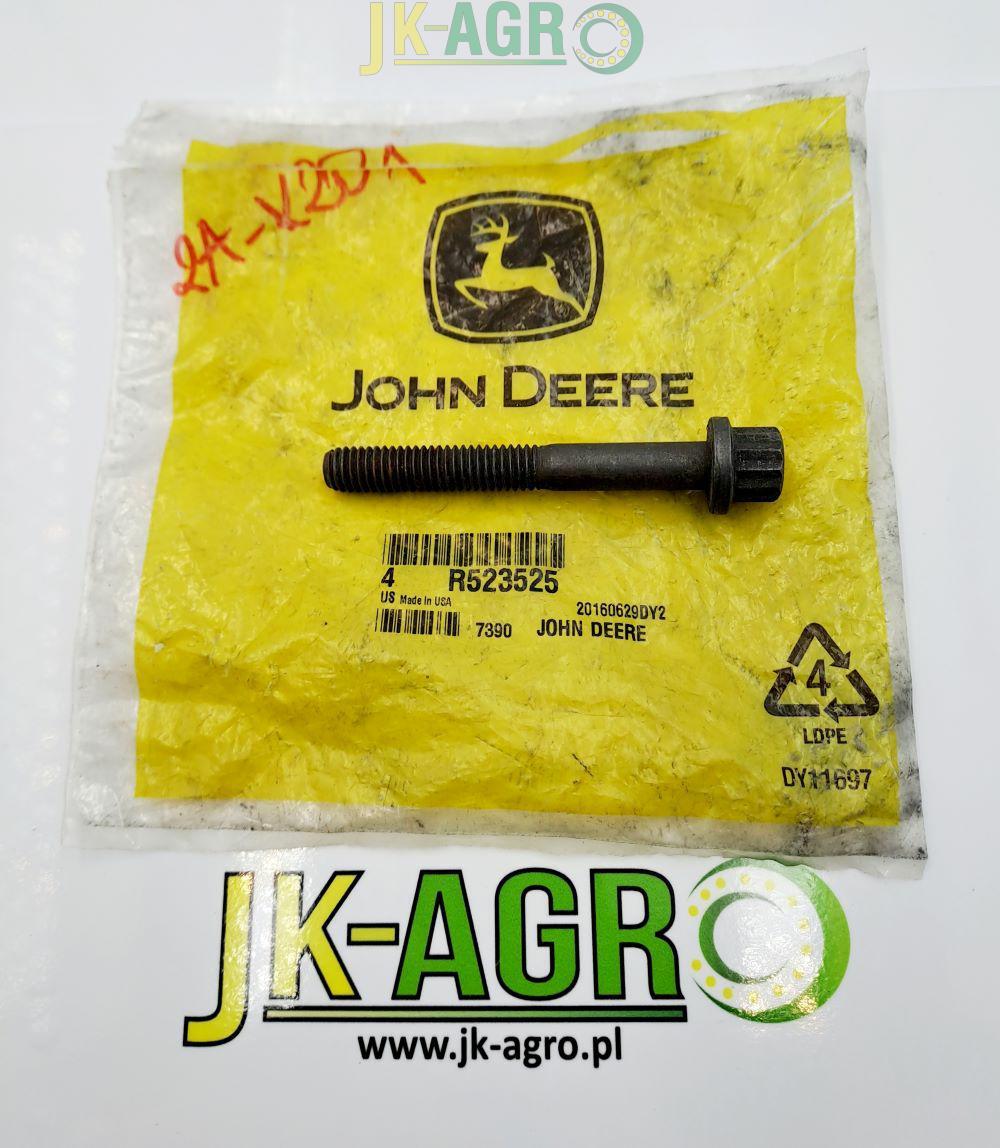 JK-AGRO
JOHN DEERE
4 R523525
US Made in USA
20160629DY2
7390 JOHN DEERE
4
LDPE
DY11697
JK-AGRO
www.jk-agro.pl